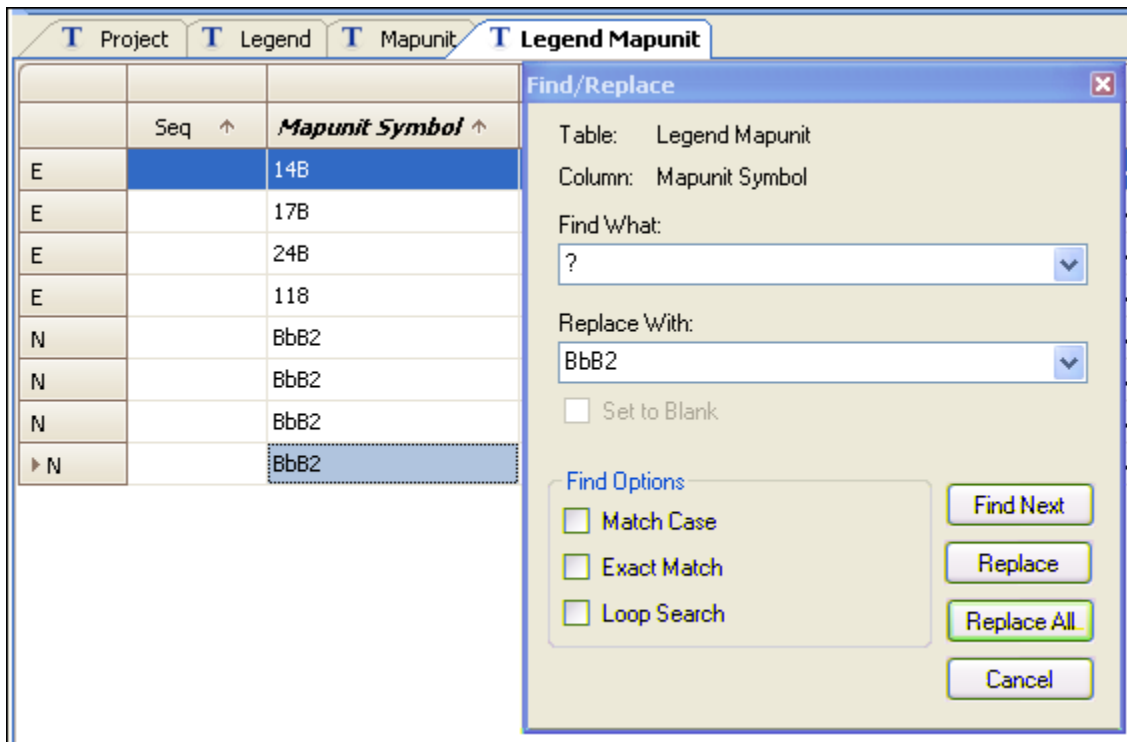 T Project T Legend T Mapunit T Legend Mapunit
Seq Mapunit Symbol
E 14B
E 17B
E 24B
E 118
N BbB2
N BbB2
N BbB2
N BbB2
Find/Replace
Table: Legend Mapunit
Column: Mapunit Symbol
Find What:
?
Replace With:
BbB2
Set to Blank
Find Options
Match Case
Exact Match
Loop Search
Find Next
Replace
Replace All
Cancel